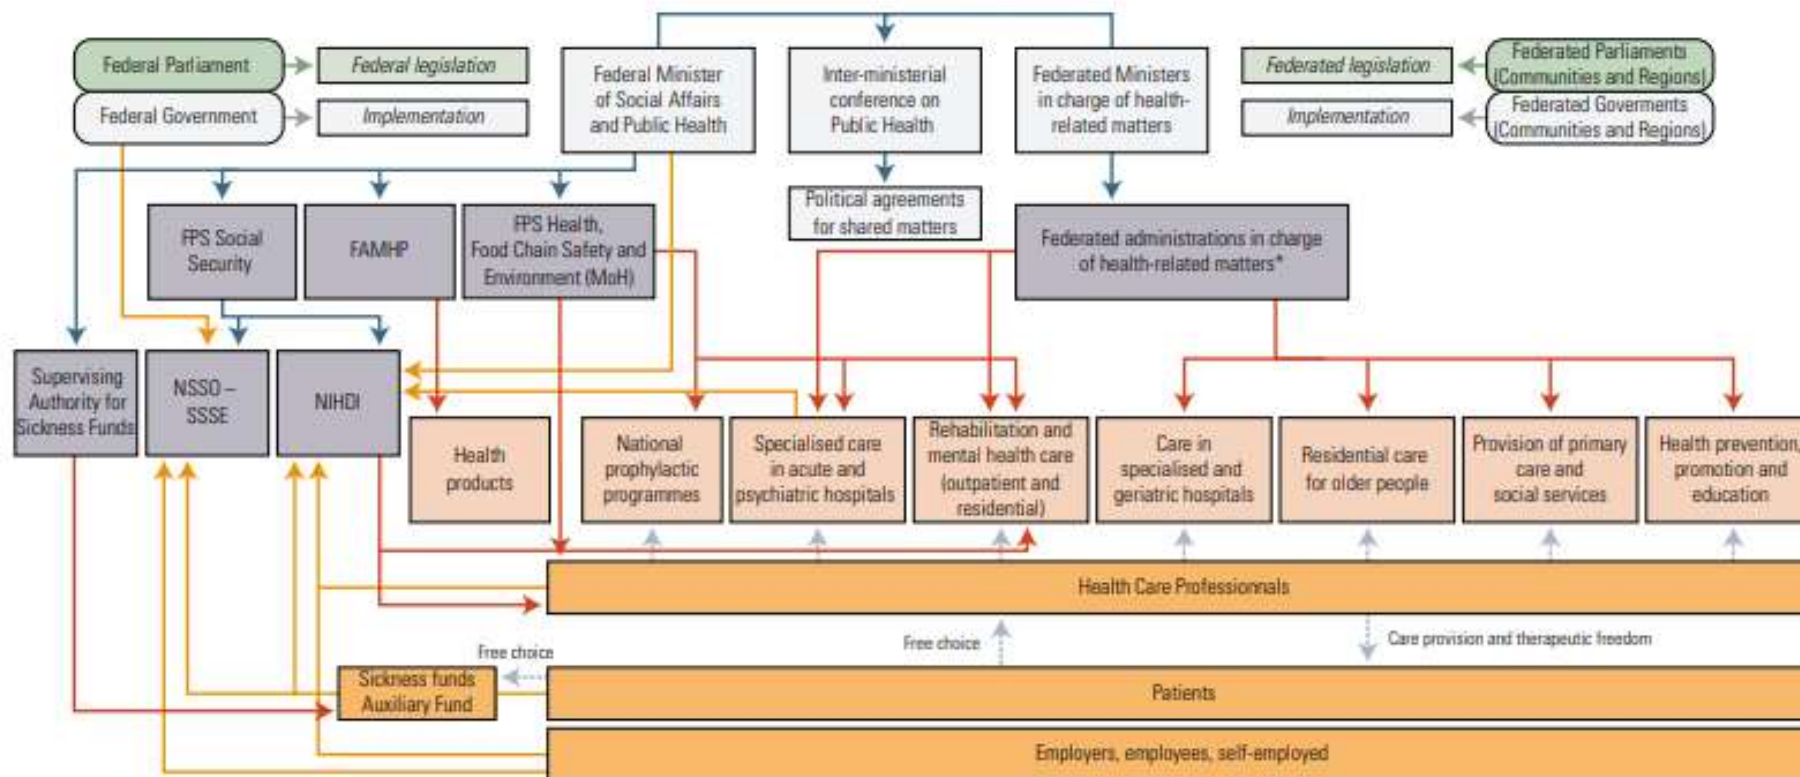 Federal Parliament
Federal legislation
Federal Government
Implementation
Federal Minister
of Social Affairs
and Public Health
Inter-ministerial
conference on
Public Health
Federated Ministers
in charge of health-
related matters
Federated legislation
Federated Parliaments
(Communities and Regions)
Implementation
Federated Goverments
(Communities and Regions)
Political agreements
for shared matters
FPS Social
Security
FAMHP
FPS Health,
Food Chain Safety and
Environment (MoH)
Federated administrations in charge
of health-related matters*
Supervising
Authority for
Sickness Funds
NSSO –
SSSE
NIHDI
Health
products
National
prophylactic
programmes
Specialised care
in acute and
psychiatric hospitals
Rehabilitation and
mental health care
(outpatient and
residential)
Care in
specialised and
geriatric hospitals
Residential care
for older people
Provision of primary
care and
social services
Health prevention,
promotion and
education
Health Care Professionnals
Free choice
Free choice
Care provision and therapeutic freedom
Sickness funds
Auxiliary Fund
Patients
Employers, employees, self-employed